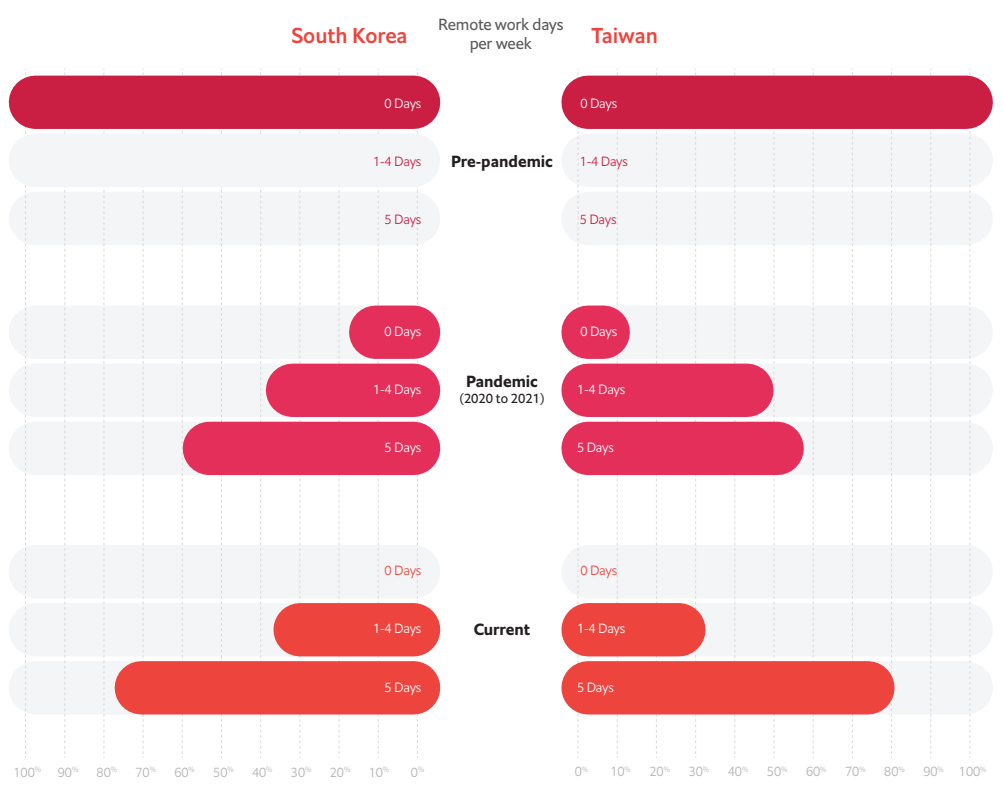 South Korea
Remote work days
per week
Taiwan
0 Days
0 Days
1-4 Days
Pre-pandemic
1-4 Days
5 Days
5 Days
0 Days
0 Days
1-4 Days
Pandemic
(2020 to 2021)
1-4 Days
5 Days
5 Days
0 Days
0 Days
1-4 Days
Current
1-4 Days
5 Days
5 Days
100% 90% 80% 70% 60% 50% 40% 30% 20% 10% 0%
0% 10% 20% 30% 40% 50% 60% 70% 80% 90% 100%